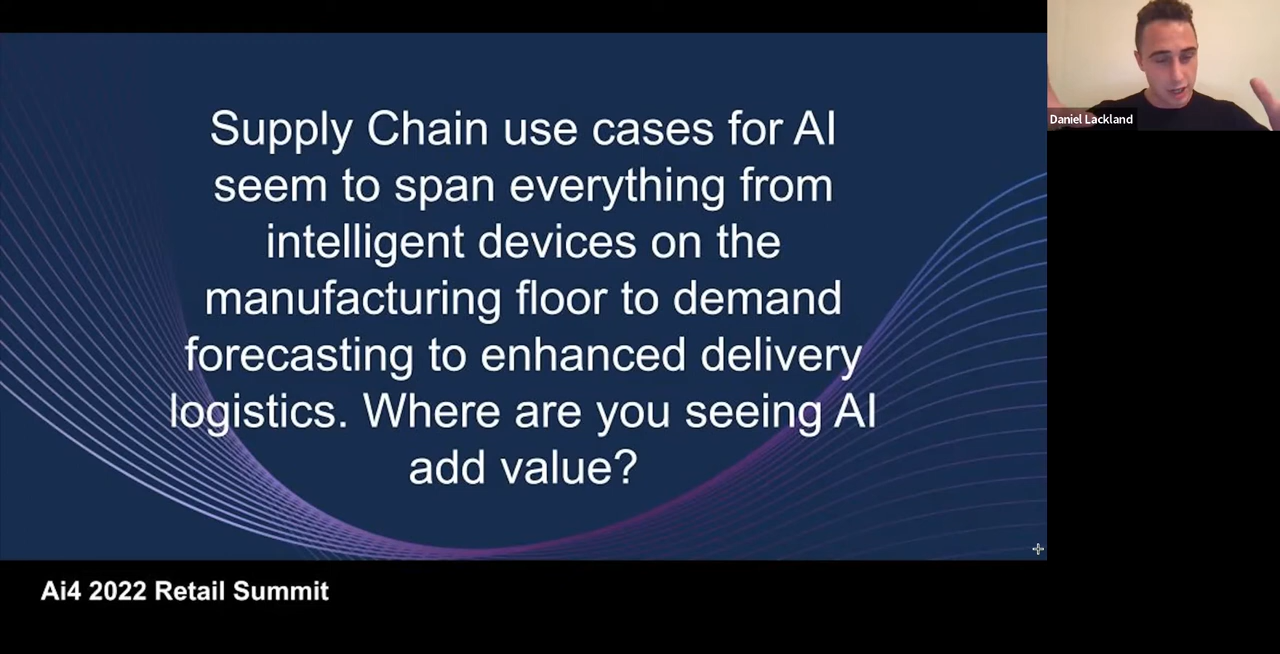 Supply Chain use cases for AI
seem to span everything from
intelligent devices on the
manufacturing floor to demand
forecasting to enhanced delivery
logistics. Where are you seeing AI
add value?
Daniel Lackland
Ai4 2022 Retail Summit